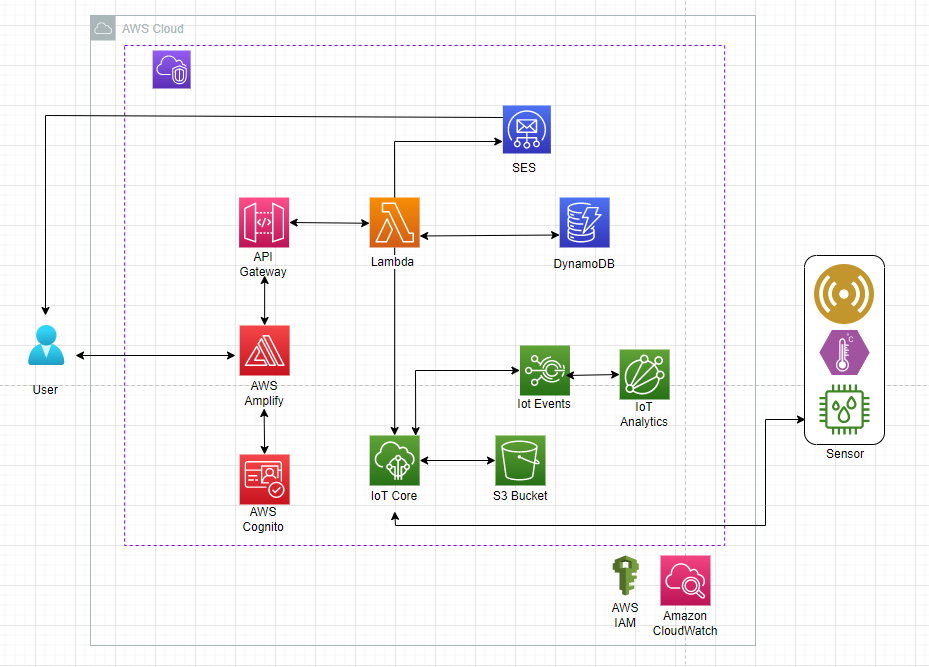 AWS Cloud
SES
API
Gateway
Lambda
DynamoDB
User
AWS
Amplify
Iot Events
IoT
Analytics
°C
Sensor
IoT Core
S3 Bucket
AWS
Cognito
AWS
IAM
Amazon
CloudWatch